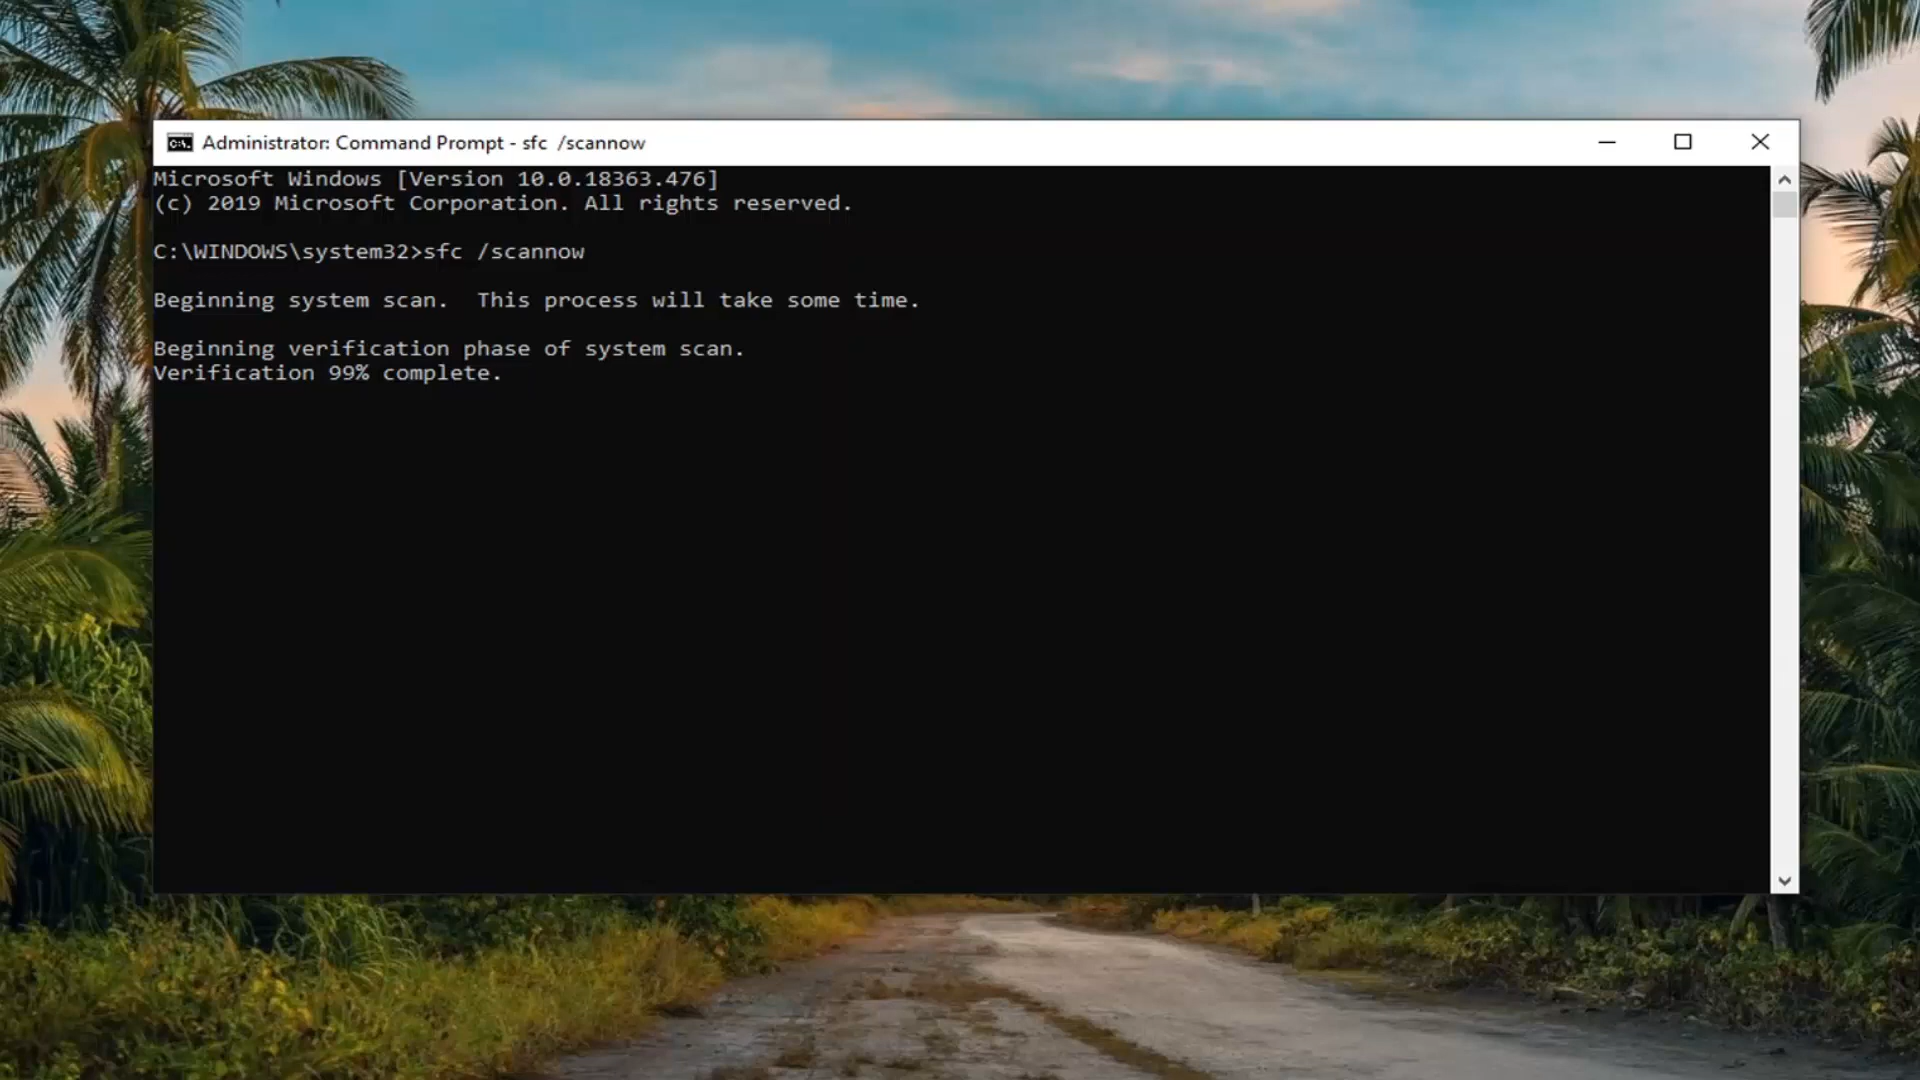 Administrator: Command Prompt - sfc  /scannow
Microsoft Windows [Version 10.0.18363.476]
(c) 2019 Microsoft Corporation. All rights reserved.
C:\WINDOWS\system32>sfc /scannow
Beginning system scan.  This process will take some time.
Beginning verification phase of system scan.
Verification 99% complete.